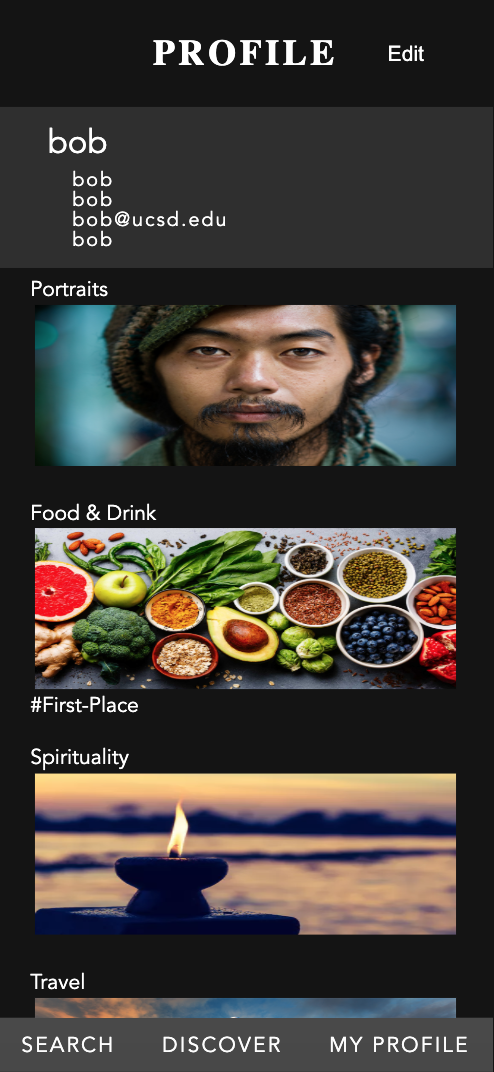 PROFILE Edit
bob
bob
bob
bob@ucsd.edu
bob
Portraits
Food & Drink
#First-Place
Spirituality
Travel
SEARCH DISCOVER MY PROFILE